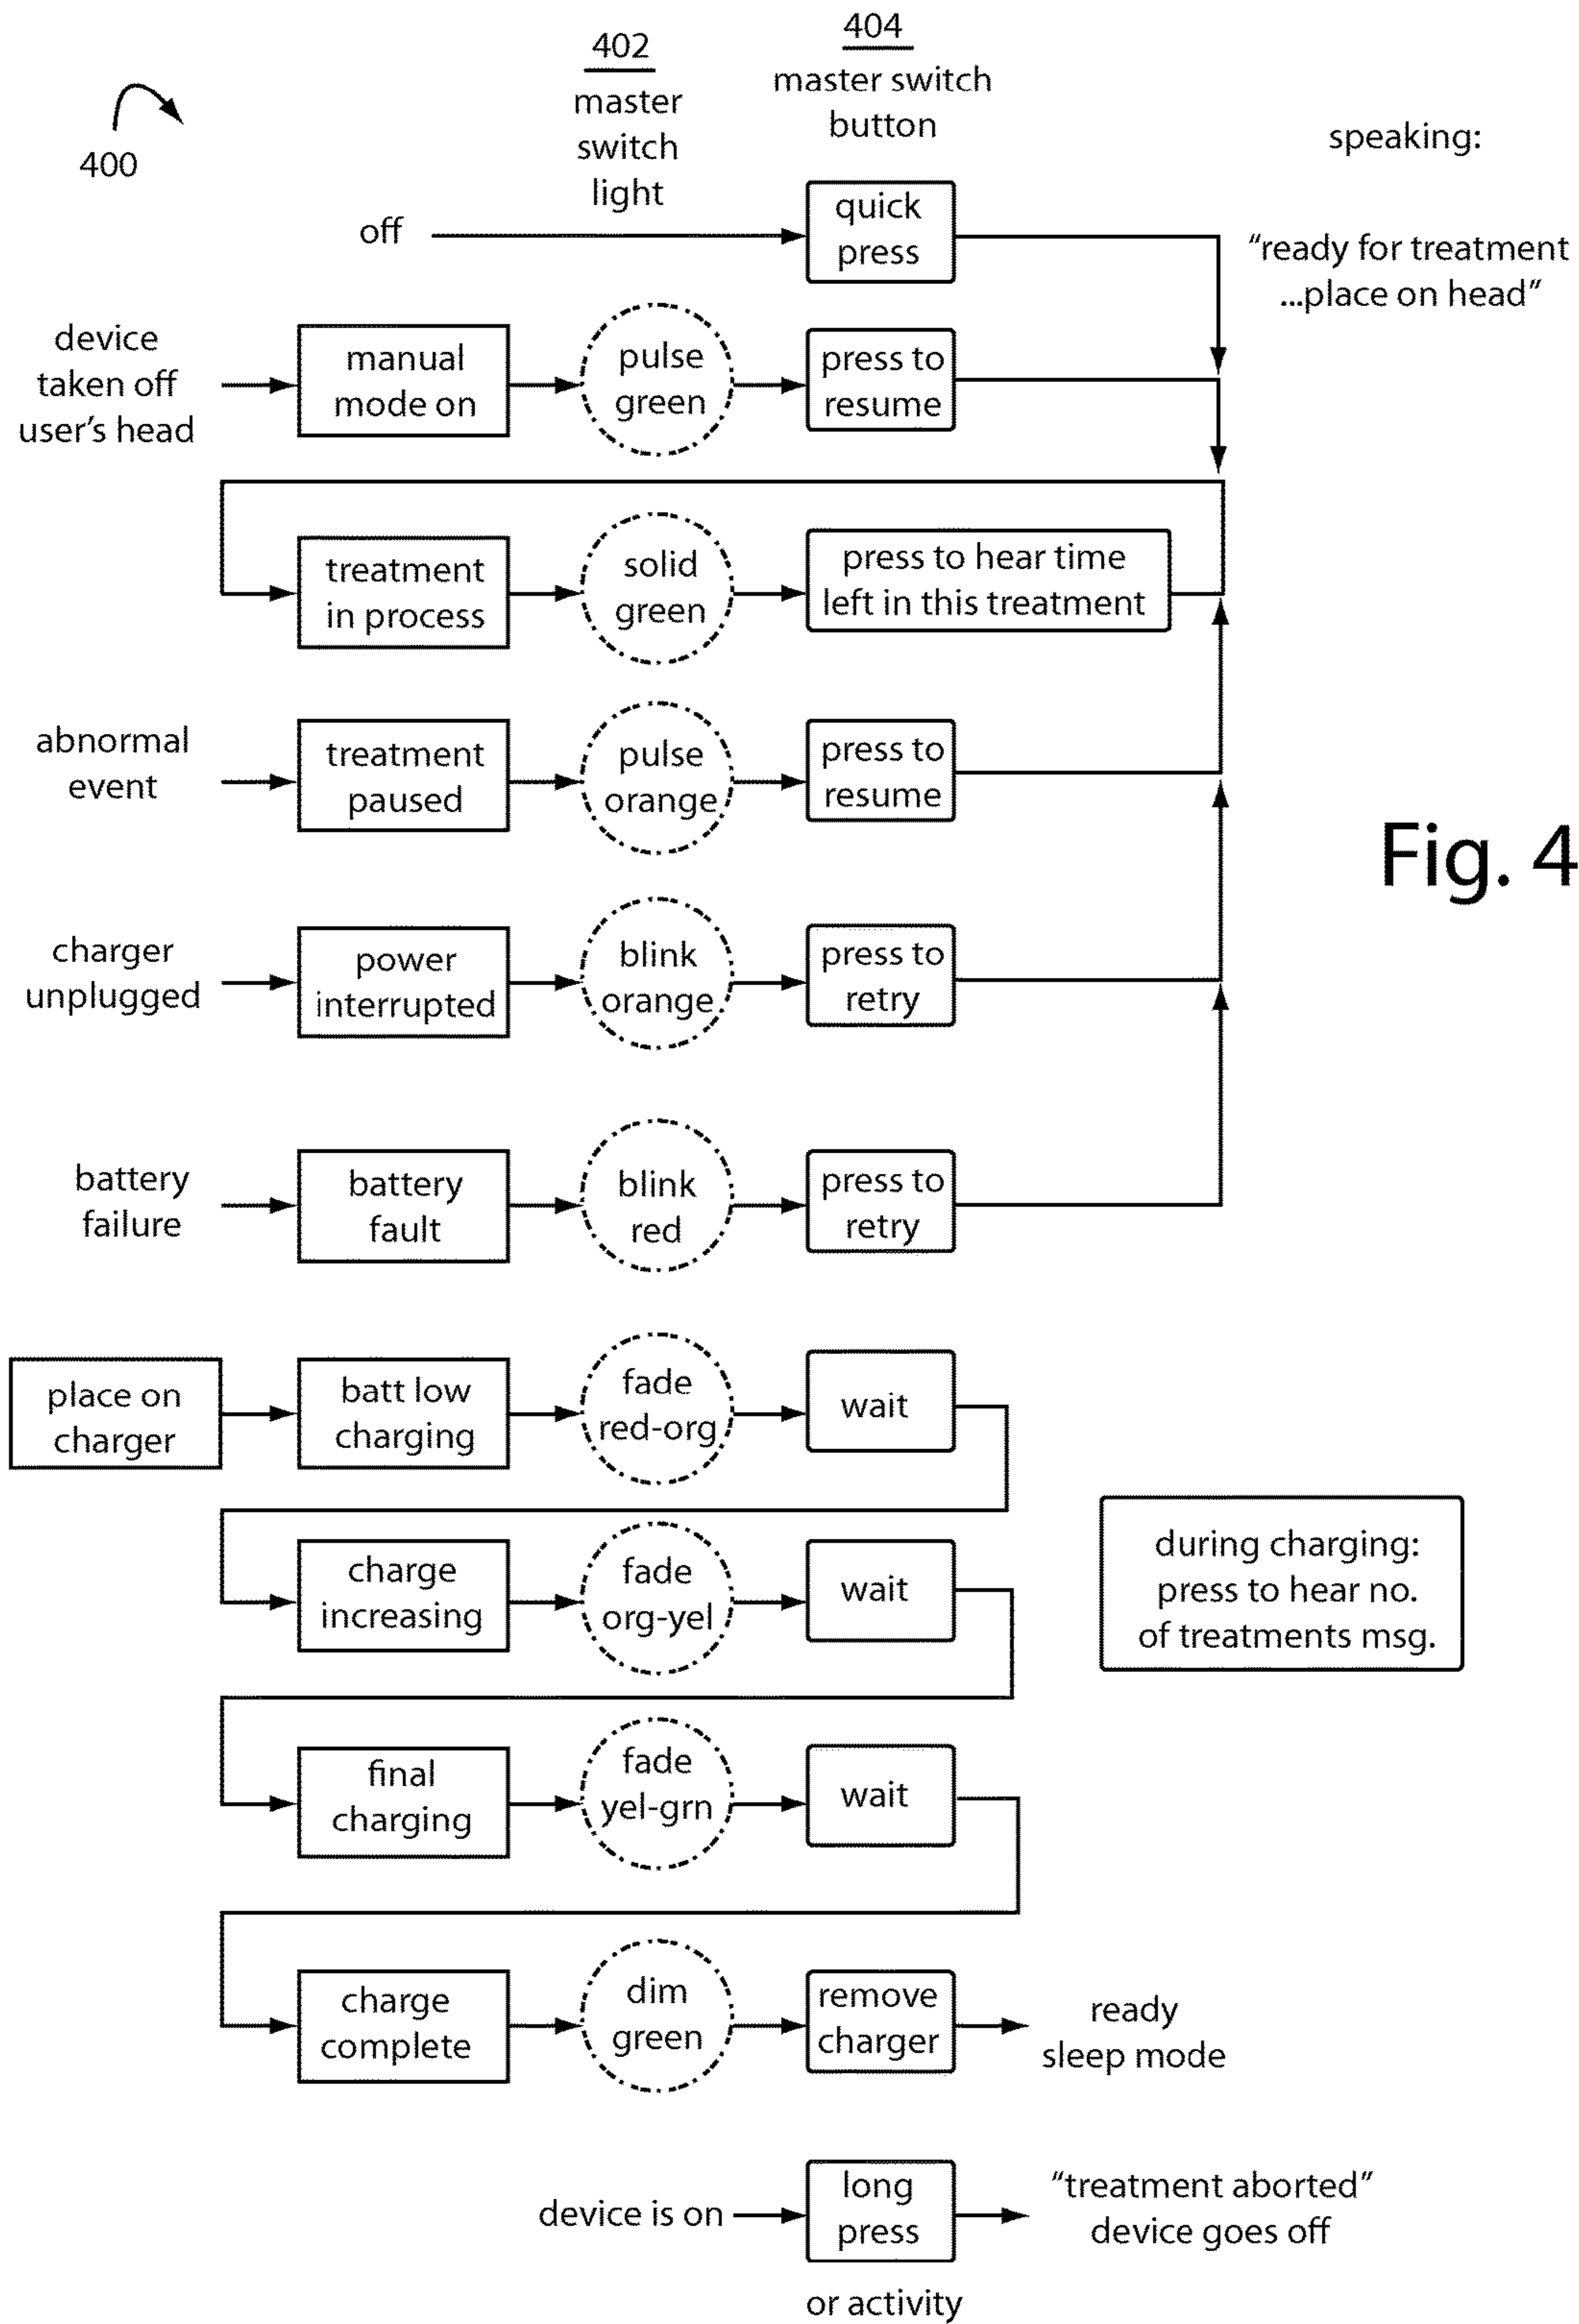 400
402
master
switch
light
404
master switch
button
speaking:
off
quick
press
“ready for treatment
...place on head”
device
taken off
user’s head
manual
mode on
pulse
green
press to
resume
treatment
in process
solid
green
press to hear time
left in this treatment
abnormal
event
treatment
paused
pulse
orange
press to
resume
Fig. 4
charger
unplugged
power
interrupted
blink
orange
press to
retry
battery
failure
battery
fault
blink
red
press to
retry
place on
charger
batt low
charging
fade
red-org
wait
charge
increasing
fade
org-yel
wait
during charging:
press to hear no.
of treatments msg.
final
charging
fade
yel-grn
wait
charge
complete
dim
green
remove
charger
ready
sleep mode
device is on
long
press
“treatment aborted”
device goes off
or activity